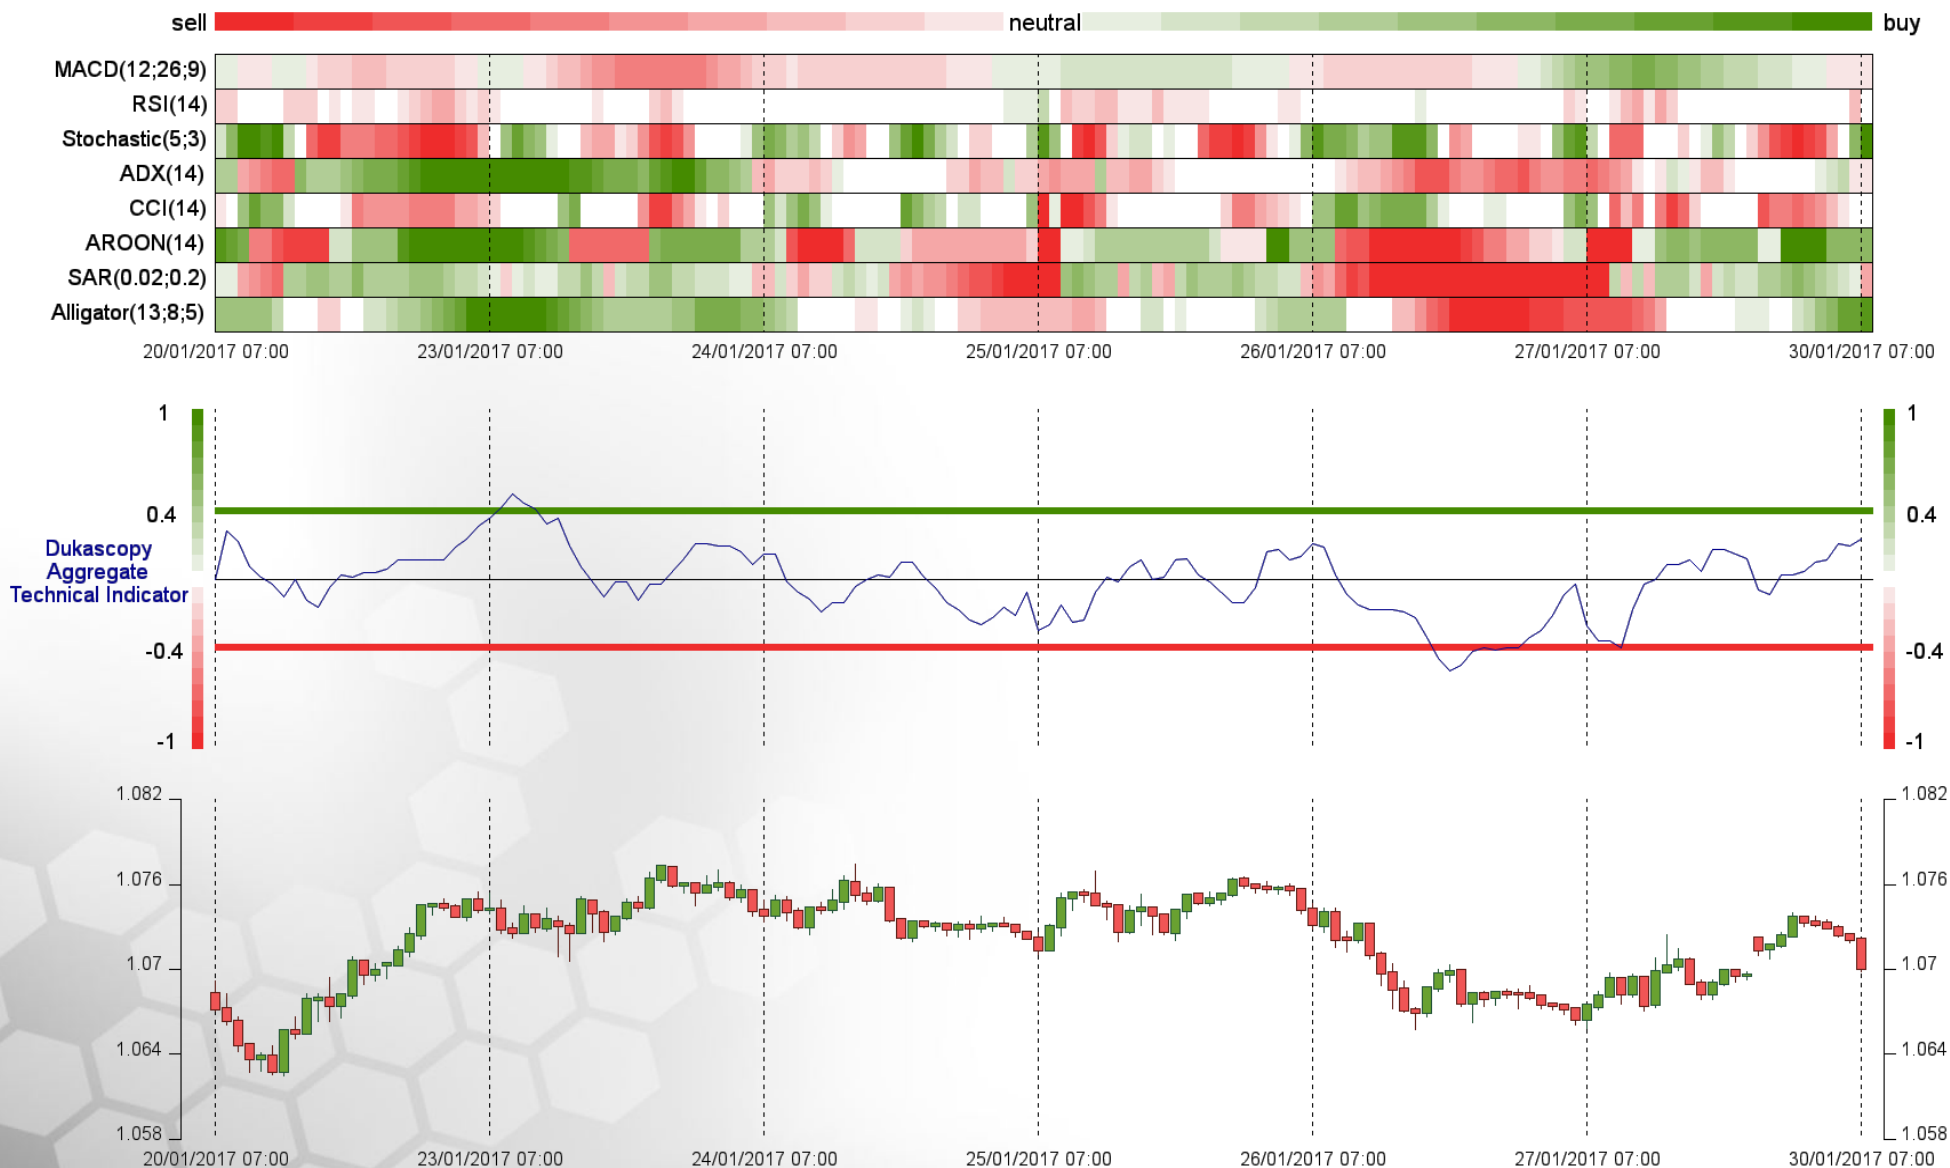 sell neutral buy
MACD(12;26;9)
RSI(14)
Stochastic(5;3)
ADX(14)
CCI(14)
AROON(14)
SAR(0.02;0.2)
Alligator(13;8;5)
20/01/2017 07:00 23/01/2017 07:00 24/01/2017 07:00 25/01/2017 07:00 26/01/2017 07:00 27/01/2017 07:00 30/01/2017 07:00
1 1
0.4 0.4
Dukascopy
Aggregate
Technical Indicator
-0.4 -0.4
-1 -1
1.082 1.082
1.076 1.076
1.07 1.07
1.064 1.064
1.058 1.058
20/01/2017 07:00 23/01/2017 07:00 24/01/2017 07:00 25/01/2017 07:00 26/01/2017 07:00 27/01/2017 07:00 30/01/2017 07:00